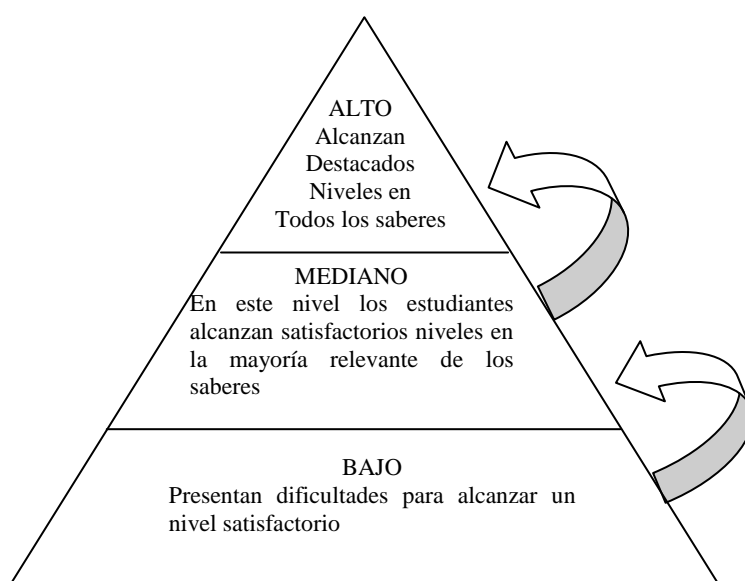 ALTO
Alcanzan
Destacados
Niveles en
Todos los saberes
MEDIANO
En este nivel los estudiantes
alcanzan satisfactorios niveles en
la mayoría relevante de los
saberes
BAJO
Presentan dificultades para alcanzar un
nivel satisfactorio